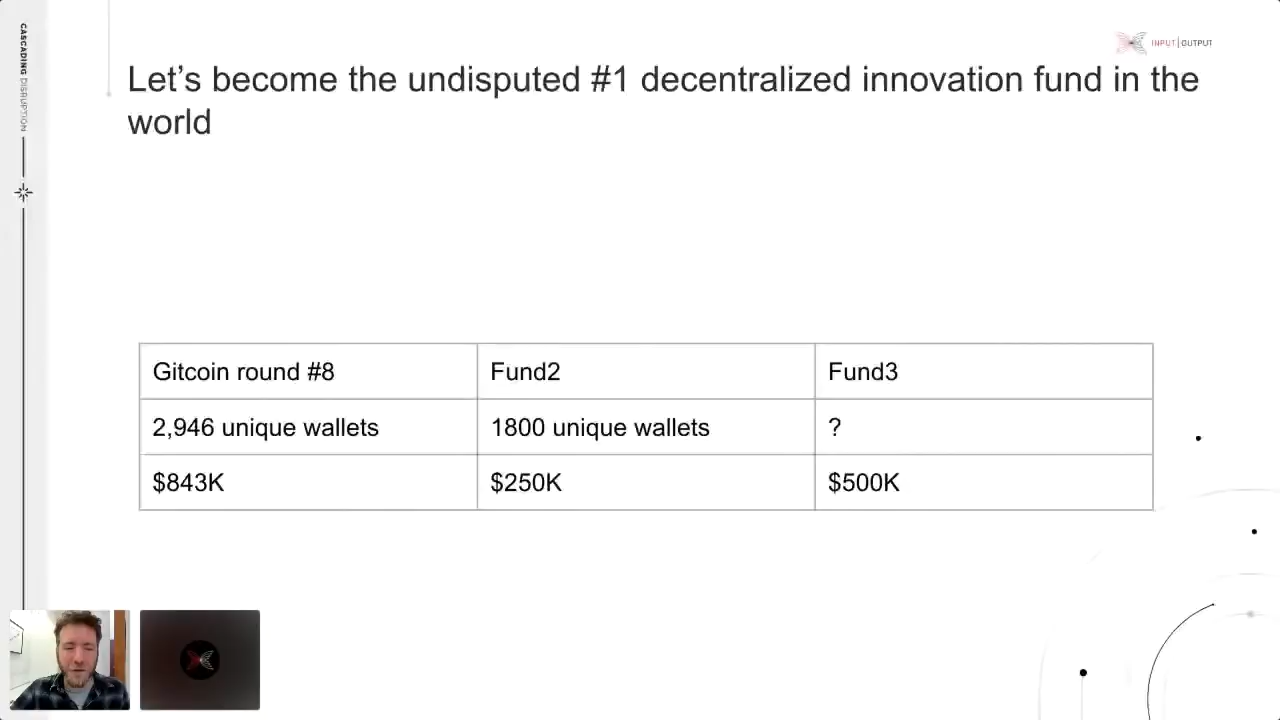 CASCADING DISRUPTION
INPUT | OUTPUT
Let’s become the undisputed #1 decentralized innovation fund in the
world
Gitcoin round #8
Fund2
Fund3
2,946 unique wallets
1800 unique wallets
?
$843K
$250K
$500K